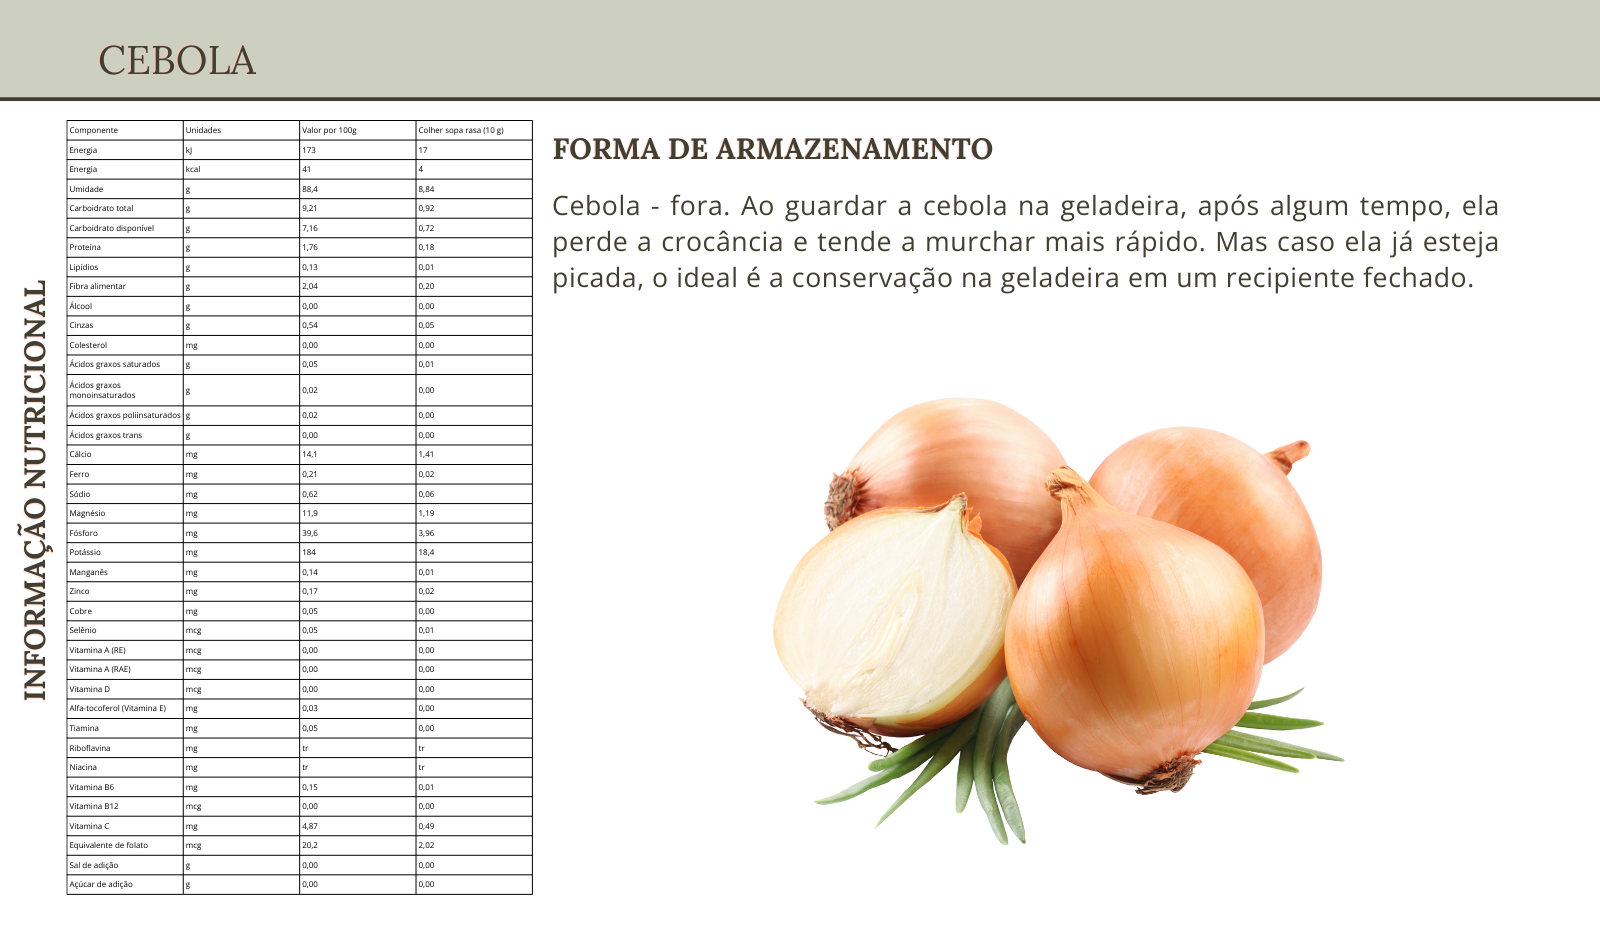 CEBOLA
INFORMAÇÃO NUTRICIONAL
Componente Unidades Valor por 100g Colher sopa rasa (10 g)
Energia kJ 173 17
Energia kcal 41 4
Umidade g 88,4 8,84
Carboidrato total g 9,21 0,92
Carboidrato disponível g 7,16 0,72
Proteína g 1,76 0,18
Lipídios g 0,13 0,01
Fibra alimentar g 2,04 0,20
Álcool g 0,00 0,00
Cinzas g 0,54 0,05
Colesterol mg 0,00 0,00
Ácidos graxos saturados g 0,05 0,01
Ácidos graxos
monoinsaturados g 0,02 0,00
Ácidos graxos poliinsaturados g 0,02 0,00
Ácidos graxos trans g 0,00 0,00
Cálcio mg 14,1 1,41
Ferro mg 0,21 0,02
Sódio mg 0,62 0,06
Magnésio mg 11,9 1,19
Fósforo mg 39,6 3,96
Potássio mg 184 18,4
Manganês mg 0,14 0,01
Zinco mg 0,17 0,02
Cobre mg 0,05 0,00
Selênio mcg 0,05 0,01
Vitamina A (RE) mcg 0,00 0,00
Vitamina A (RAE) mcg 0,00 0,00
Vitamina D mcg 0,00 0,00
Alfa-tocoferol (Vitamina E) mg 0,03 0,00
Tiamina mg 0,05 0,00
Riboflavina mg tr tr
Niacina mg tr tr
Vitamina B6 mg 0,15 0,01
Vitamina B12 mcg 0,00 0,00
Vitamina C mg 4,87 0,49
Equivalente de folato mcg 20,2 2,02
Sal de adição g 0,00 0,00
Açúcar de adição g 0,00 0,00
FORMA DE ARMAZENAMENTO
Cebola - fora. Ao guardar a cebola na geladeira, após algum tempo, ela
perde a crocância e tende a murchar mais rápido. Mas caso ela já esteja
picada, o ideal é a conservação na geladeira em um recipiente fechado.